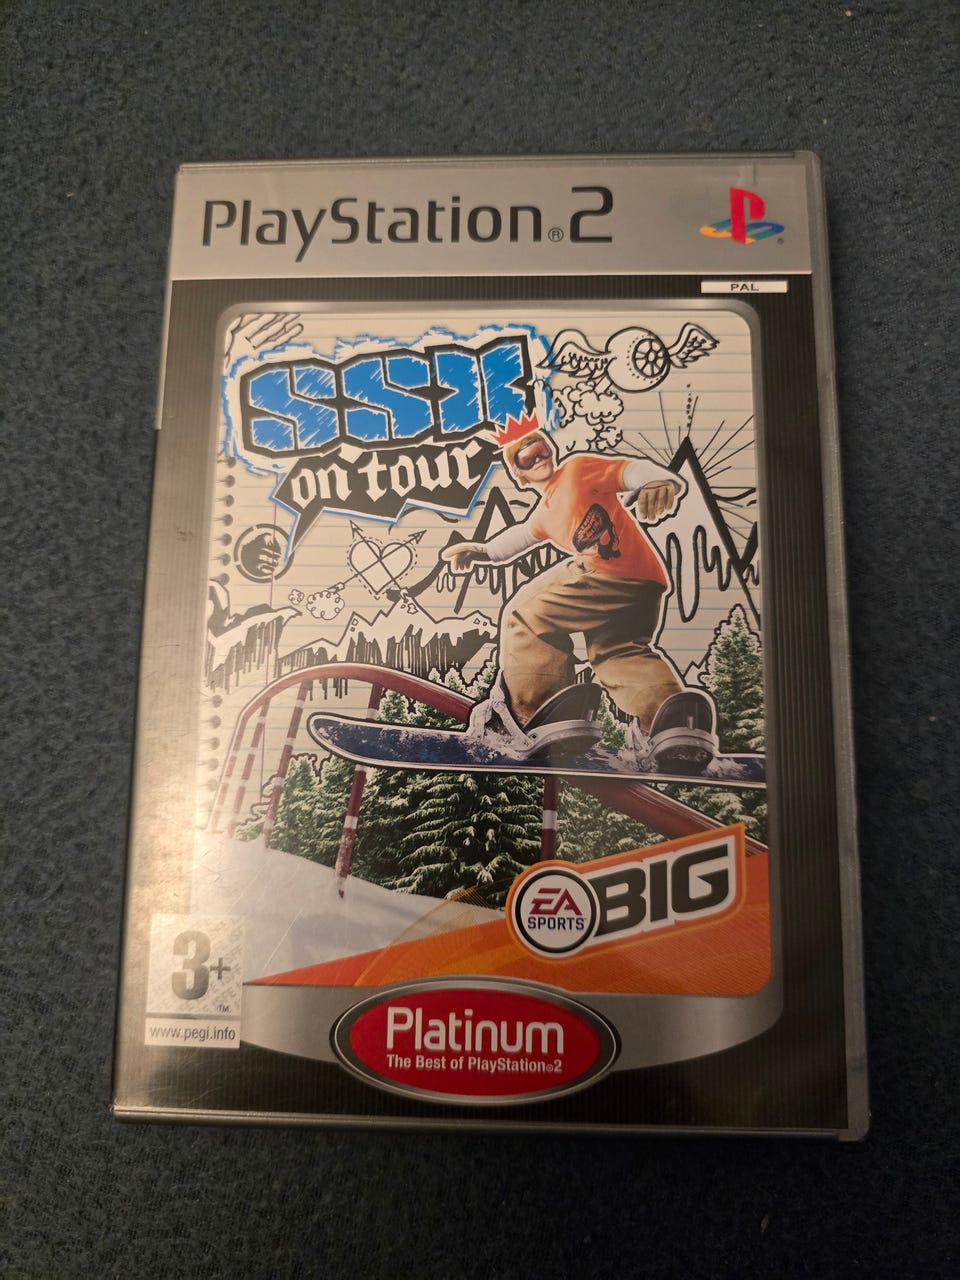 PlayStation®2
PAL
SSX
on tour
EA
SPORTS
BIG
3+
™
www.pegi.info
Platinum
The Best of PlayStation®2